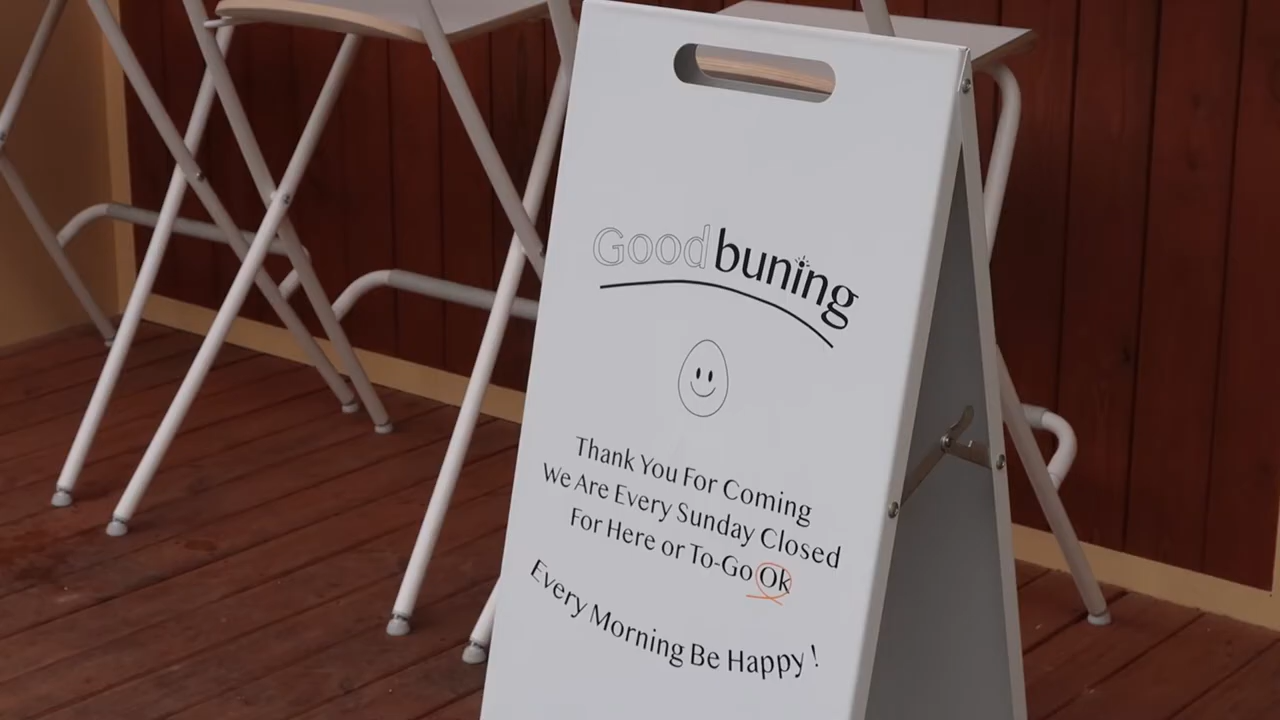 Good buning
Thank You For Coming
We Are Every Sunday Closed
For Here or To-Go Ok
Every Morning Be Happy!